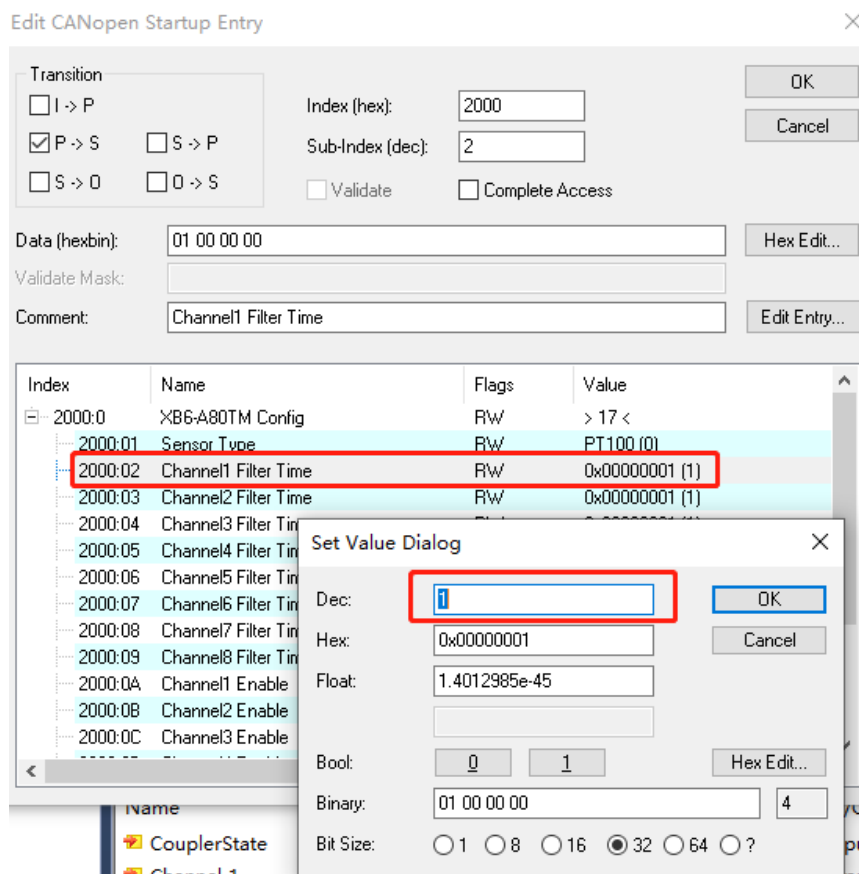 Edit CANopen Startup Entry
Transition
I -> P
P -> S
S -> P
S -> O
O -> S
Index (hex):
2000
Sub-Index (dec):
2
Validate
Complete Access
OK
Cancel
Data (hexbin):
01 00 00 00
Hex Edit...
Validate Mask:
Comment:
Channel1 Filter Time
Edit Entry...
Index Name Flags Value
2000:0 XB6-A80TM Config RW > 17 <
2000:01 Sensor Type RW PT100 (0)
2000:02 Channel1 Filter Time RW 0x00000001 (1)
2000:03 Channel2 Filter Time RW 0x00000001 (1)
2000:04 Channel3 Filter Tim
2000:05 Channel4 Filter Tim
2000:06 Channel5 Filter Tim
2000:07 Channel6 Filter Tim
2000:08 Channel7 Filter Tim
2000:09 Channel8 Filter Tim
2000:0A Channel1 Enable
2000:0B Channel2 Enable
2000:0C Channel3 Enable
Set Value Dialog
Dec:
1
OK
Hex:
0x00000001
Cancel
Float:
1.4012985e-45
Bool:
0
1
Hex Edit...
Binary:
01 00 00 00
4
Bit Size:
1 8 16 32 64 ?
Name
CouplerState